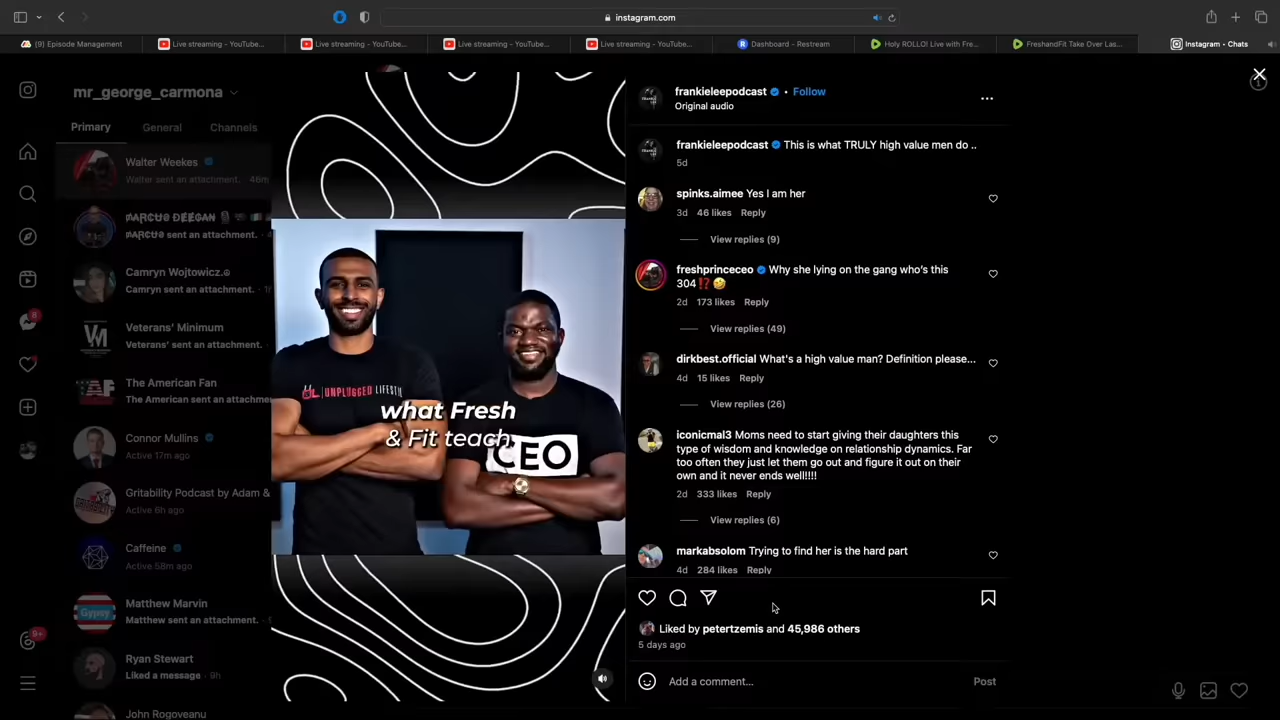 instagram.com
(9) Episode Management
Live streaming - YouTube...
Live streaming - YouTube...
Live streaming - YouTube...
Live streaming - YouTube...
Dashboard - Restream
Holy ROLLO! Live with Fre...
FreshandFit Take Over Las...
Instagram • Chats
mr_george_carmona
Primary
General
Channels
Walter Weekes
Walter sent an attachment. · 46m
MARCUS DEEGAN
MARCUS sent an attachment.
Camryn Wojtowicz.
Camryn sent an attachment.
Veterans' Minimum
Veterans' sent an attachment.
The American Fan
The American sent an attachme
Connor Mullins
Active 17m ago
Gritability Podcast by Adam &
Active 6h ago
Caffeine
Active 58m ago
Matthew Marvin
Matthew sent an attachment.
Ryan Stewart
Liked a message · 9h
John Rogoveanu
8
9+
VM
AF
Gypsy
UL UNPLUGGED LIFESTY
what Fresh
& Fit teach
CEO
frankieleepodcast • Follow
Original audio
frankieleepodcast This is what TRULY high value men do ..
5d
spinks.aimee Yes I am her
3d 46 likes Reply
View replies (9)
freshprinceceo Why she lying on the gang who's this
304⁉️🤣
2d 173 likes Reply
View replies (49)
dirkbest.official What's a high value man? Definition please...
4d 15 likes Reply
View replies (26)
iconicmal3 Moms need to start giving their daughters this
type of wisdom and knowledge on relationship dynamics. Far
too often they just let them go out and figure it out on their
own and it never ends well!!!!
2d 333 likes Reply
View replies (6)
markabsolom Trying to find her is the hard part
4d 284 likes Reply
Liked by petertzemis and 45,986 others
5 days ago
Add a comment...
Post